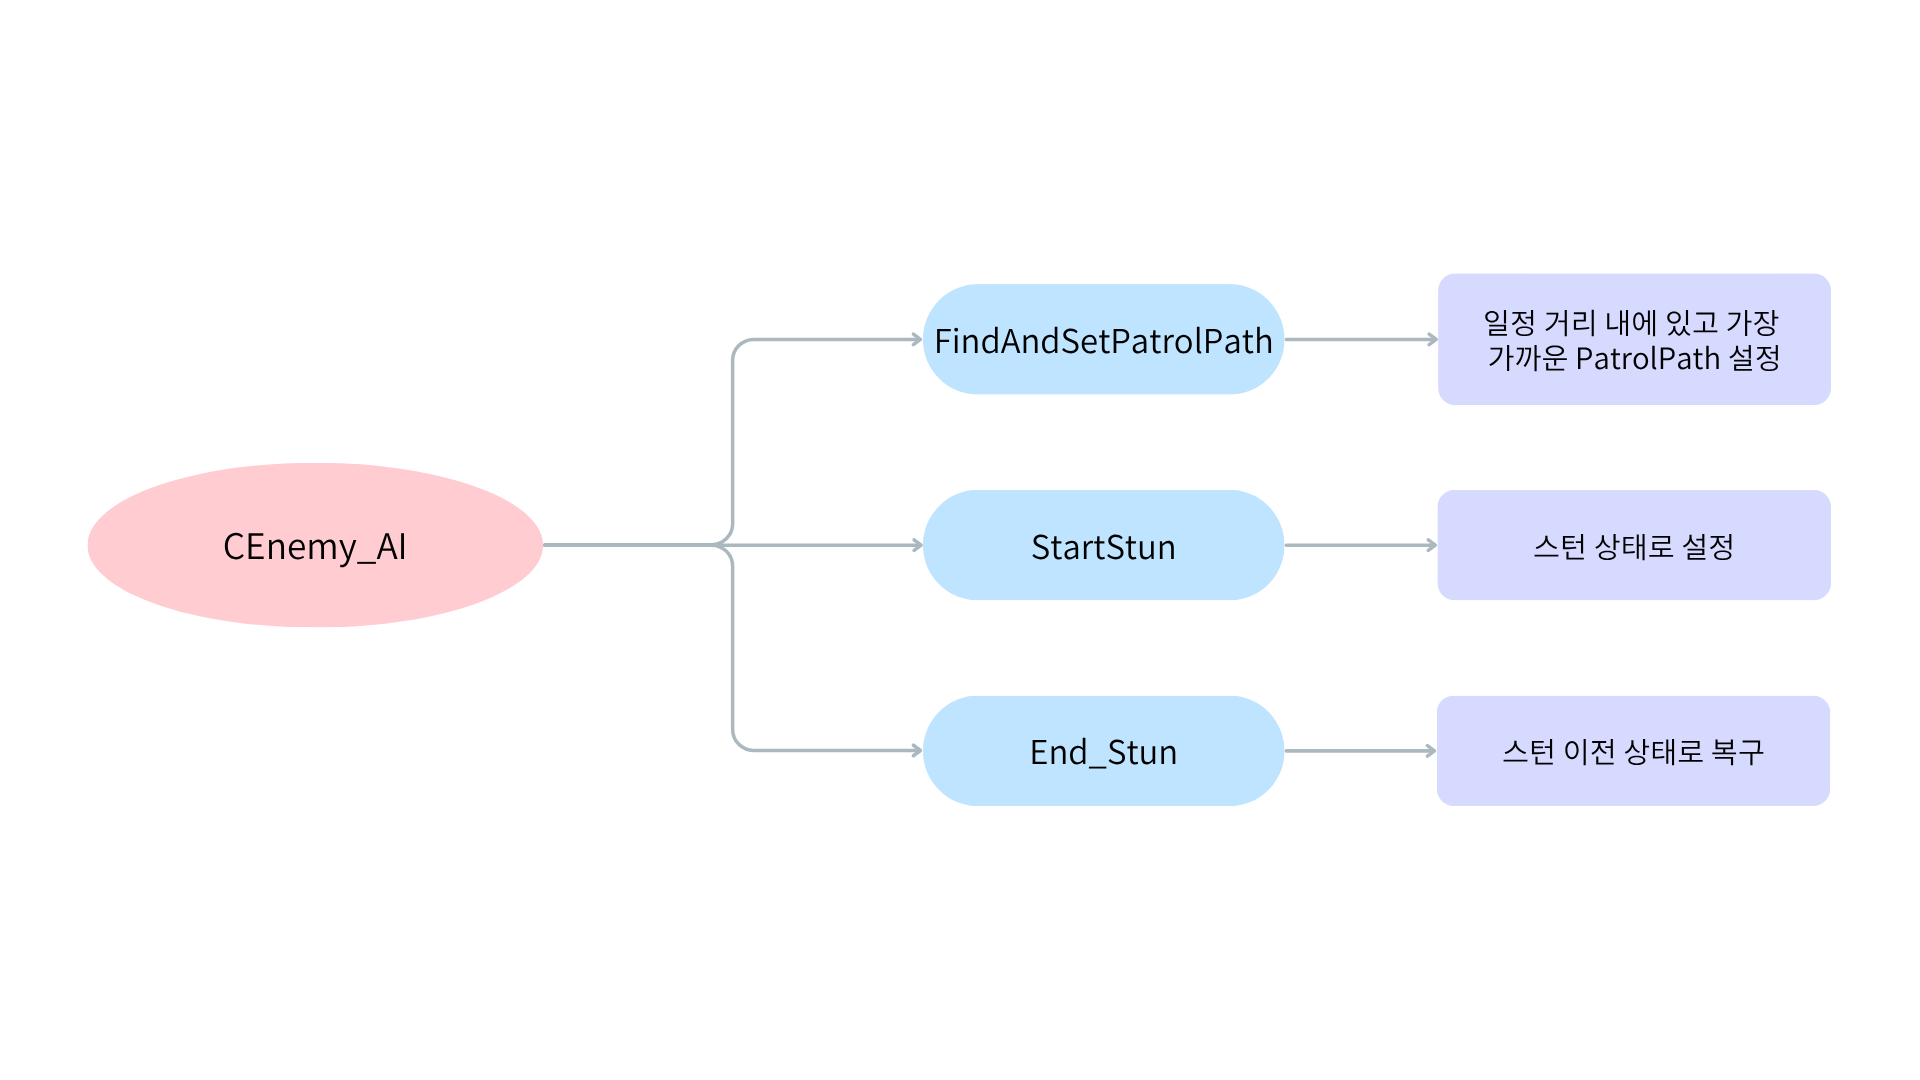 CEnemy_AI
FindAndSetPatrolPath
일정 거리 내에 있고 가장
가까운 PatrolPath 설정
StartStun
스턴 상태로 설정
End_Stun
스턴 이전 상태로 복구